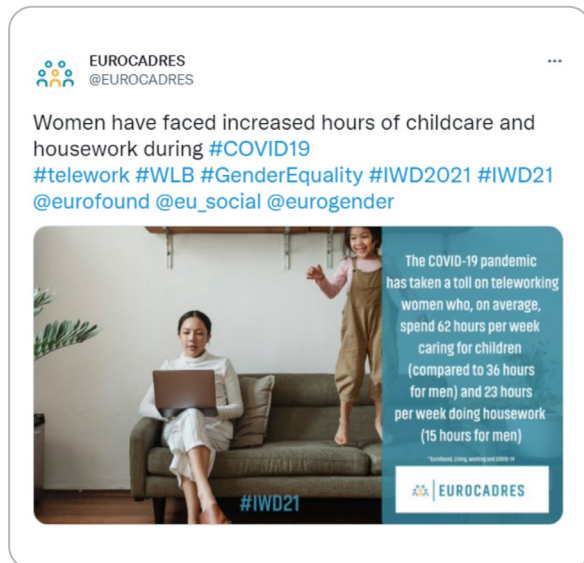 EUROCADRES
@EUROCADRES
Women have faced increased hours of childcare and
housework during #COVID19
#telework #WLB #GenderEquality #IWD2021 #IWD21
@eurofound @eu_social @eurogender
The COVID-19 pandemic
has taken a toll on teleworking
women who, on average,
spend 62 hours per week
caring for children
(compared to 36 hours
for men) and 23 hours
per week doing housework
(15 hours for men)
*Eurofound, Living, working and COVID-19
EUROCADRES
#IWD21